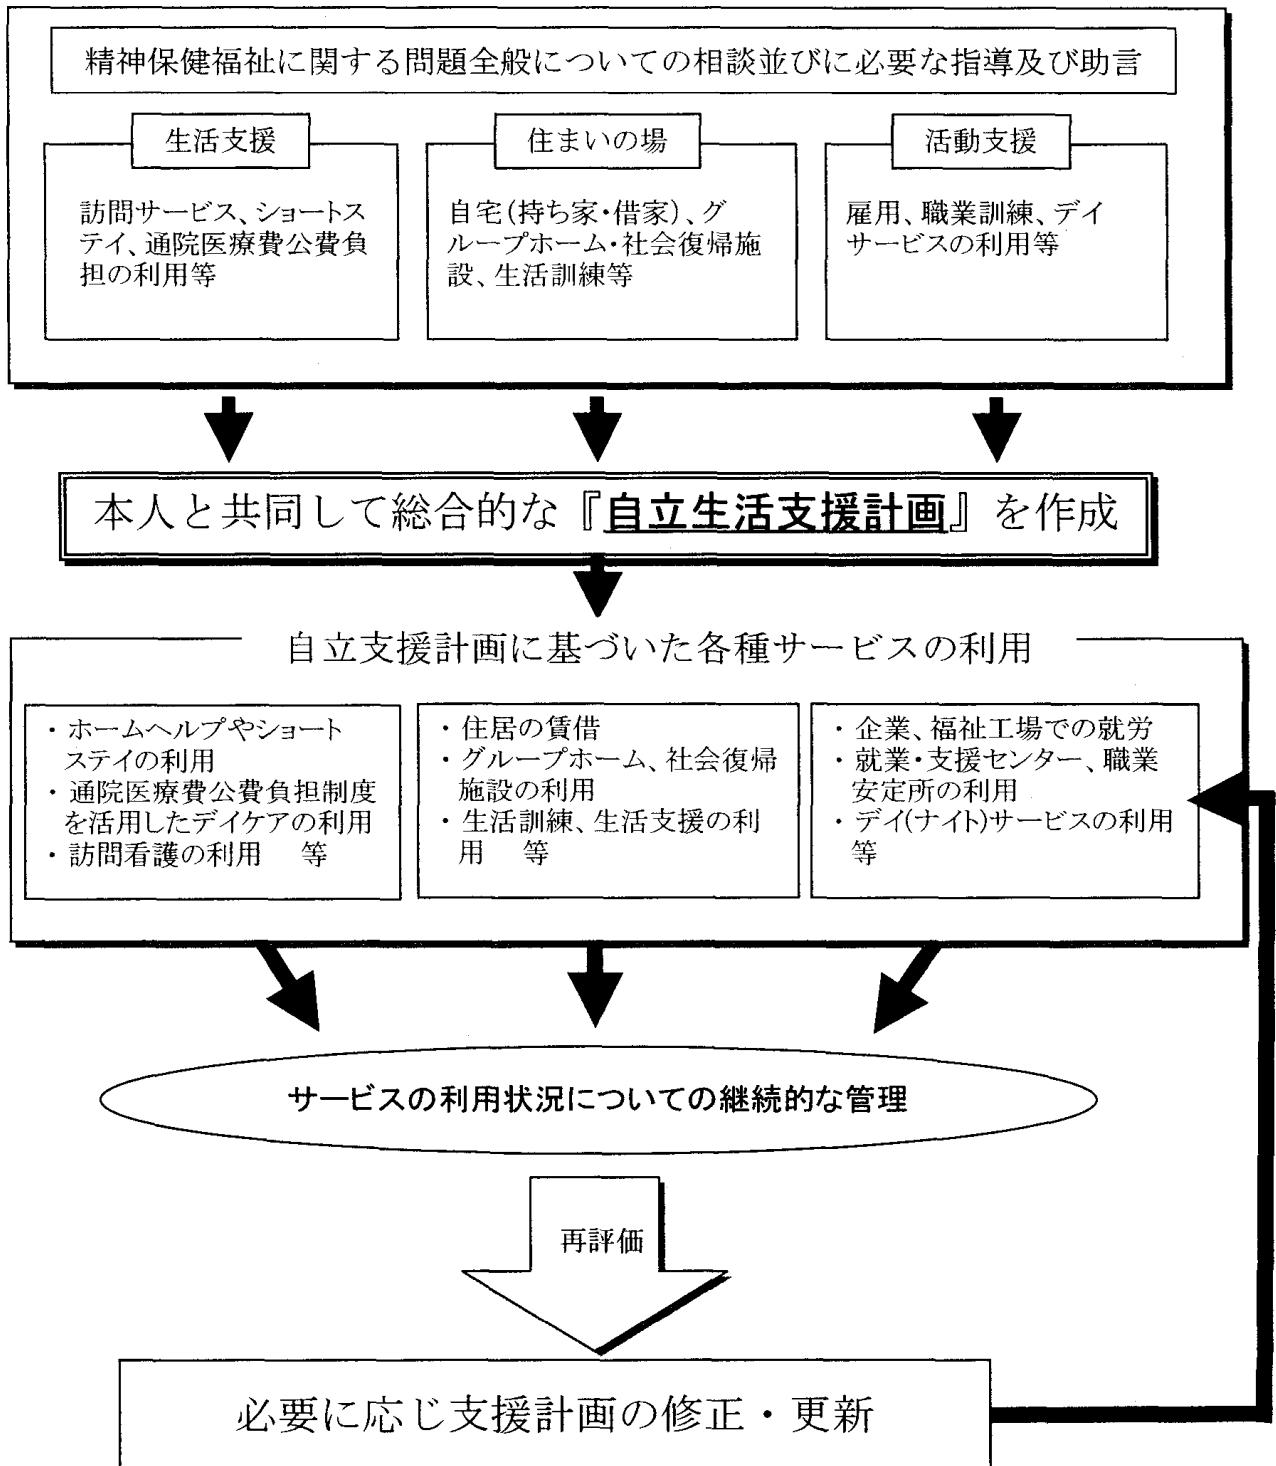 精神保健福祉に関する問題全般についての相談並びに必要な指導及び助言
生活支援
訪問サービス、ショートス
テイ、通院医療費公費負
担の利用等
住まいの場
自宅(持ち家・借家)、グ
ループホーム・社会復帰施
設、生活訓練等
活動支援
雇用、職業訓練、デイ
サービスの利用等
本人と共同して総合的な『自立生活支援計画』を作成
自立支援計画に基づいた各種サービスの利用
・ホームヘルプやショート
ステイの利用
・通院医療費公費負担制度
を活用したデイケアの利用
・訪問看護の利用 等
・住居の賃借
・グループホーム、社会復帰
施設の利用
・生活訓練、生活支援の利
用 等
・企業、福祉工場での就労
・就業・支援センター、職業
安定所の利用
・デイ(ナイト)サービスの利用
等
サービスの利用状況についての継続的な管理
再評価
必要に応じ支援計画の修正・更新